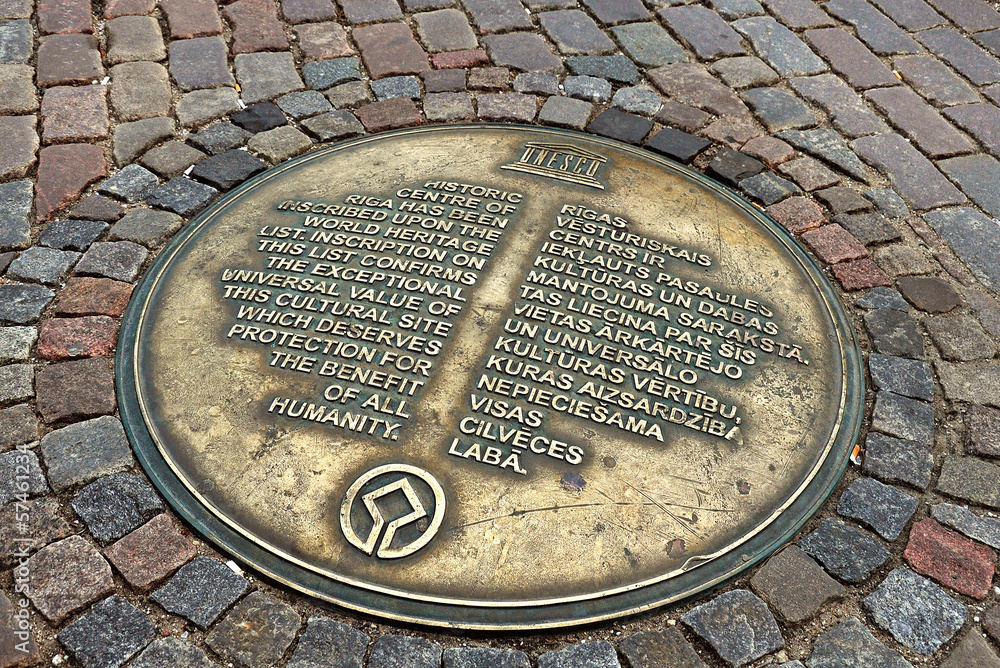 UNESCO
HISTORIC
CENTRE OF
RIGA HAS BEEN
INSCRIBED UPON THE
WORLD HERITAGE
LIST. INSCRIPTION ON
THIS LIST CONFIRMS
THE EXCEPTIONAL
UNIVERSAL VALUE OF
THIS CULTURAL SITE
WHICH DESERVES
PROTECTION FOR
THE BENEFIT
OF ALL
HUMANITY.
RĪGAS
VĒSTURISKAIS
CENTRS IR
IEKĻAUTS PASAULES
KULTŪRAS UN DABAS
MANTOJUMA SARAKSTĀ.
TAS LIECINA PAR ŠĪS
VIETAS ĀRKĀRTĒJO
UN UNIVERSĀLO
KULTŪRAS VĒRTĪBU,
KURAS AIZSARDZĪBA
NEPIECIEŠAMA
VISAS
CILVĒCES
LABĀ.
Adobe Stock | #57461234